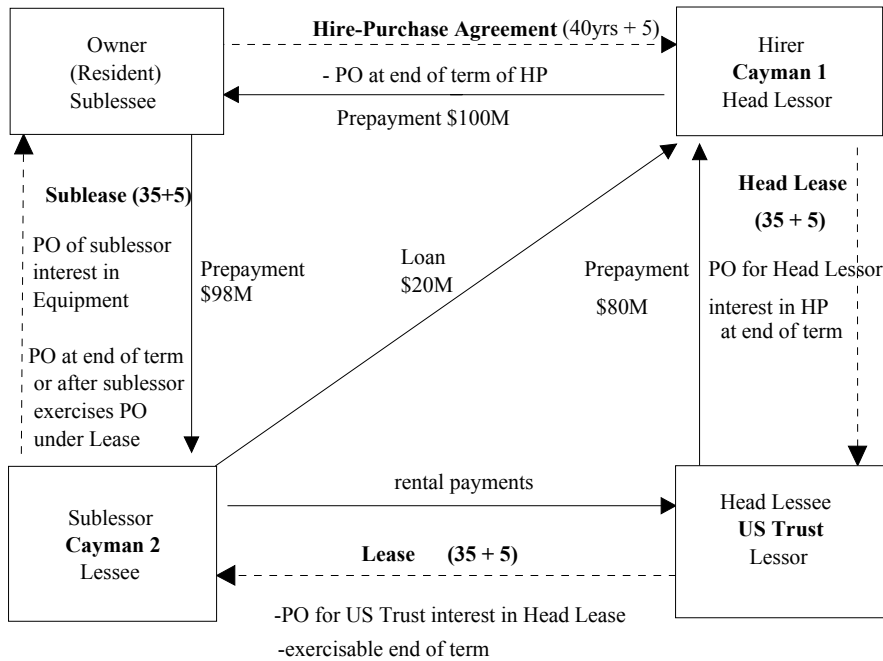 Owner
(Resident)
Sublessee
Hire-Purchase Agreement (40yrs + 5)
- PO at end of term of HP
Prepayment $100M
Hirer
Cayman 1
Head Lessor
Sublease (35+5)
PO of sublessor
interest in
Equipment
PO at end of term
or after sublessor
exercises PO
under Lease
Prepayment
$98M
Loan
$20M
Prepayment
$80M
Head Lease
(35 + 5)
PO for Head Lessor
interest in HP
at end of term
Sublessor
Cayman 2
Lessee
rental payments
Lease (35 + 5)
-PO for US Trust interest in Head Lease
-exercisable end of term
Head Lessee
US Trust
Lessor